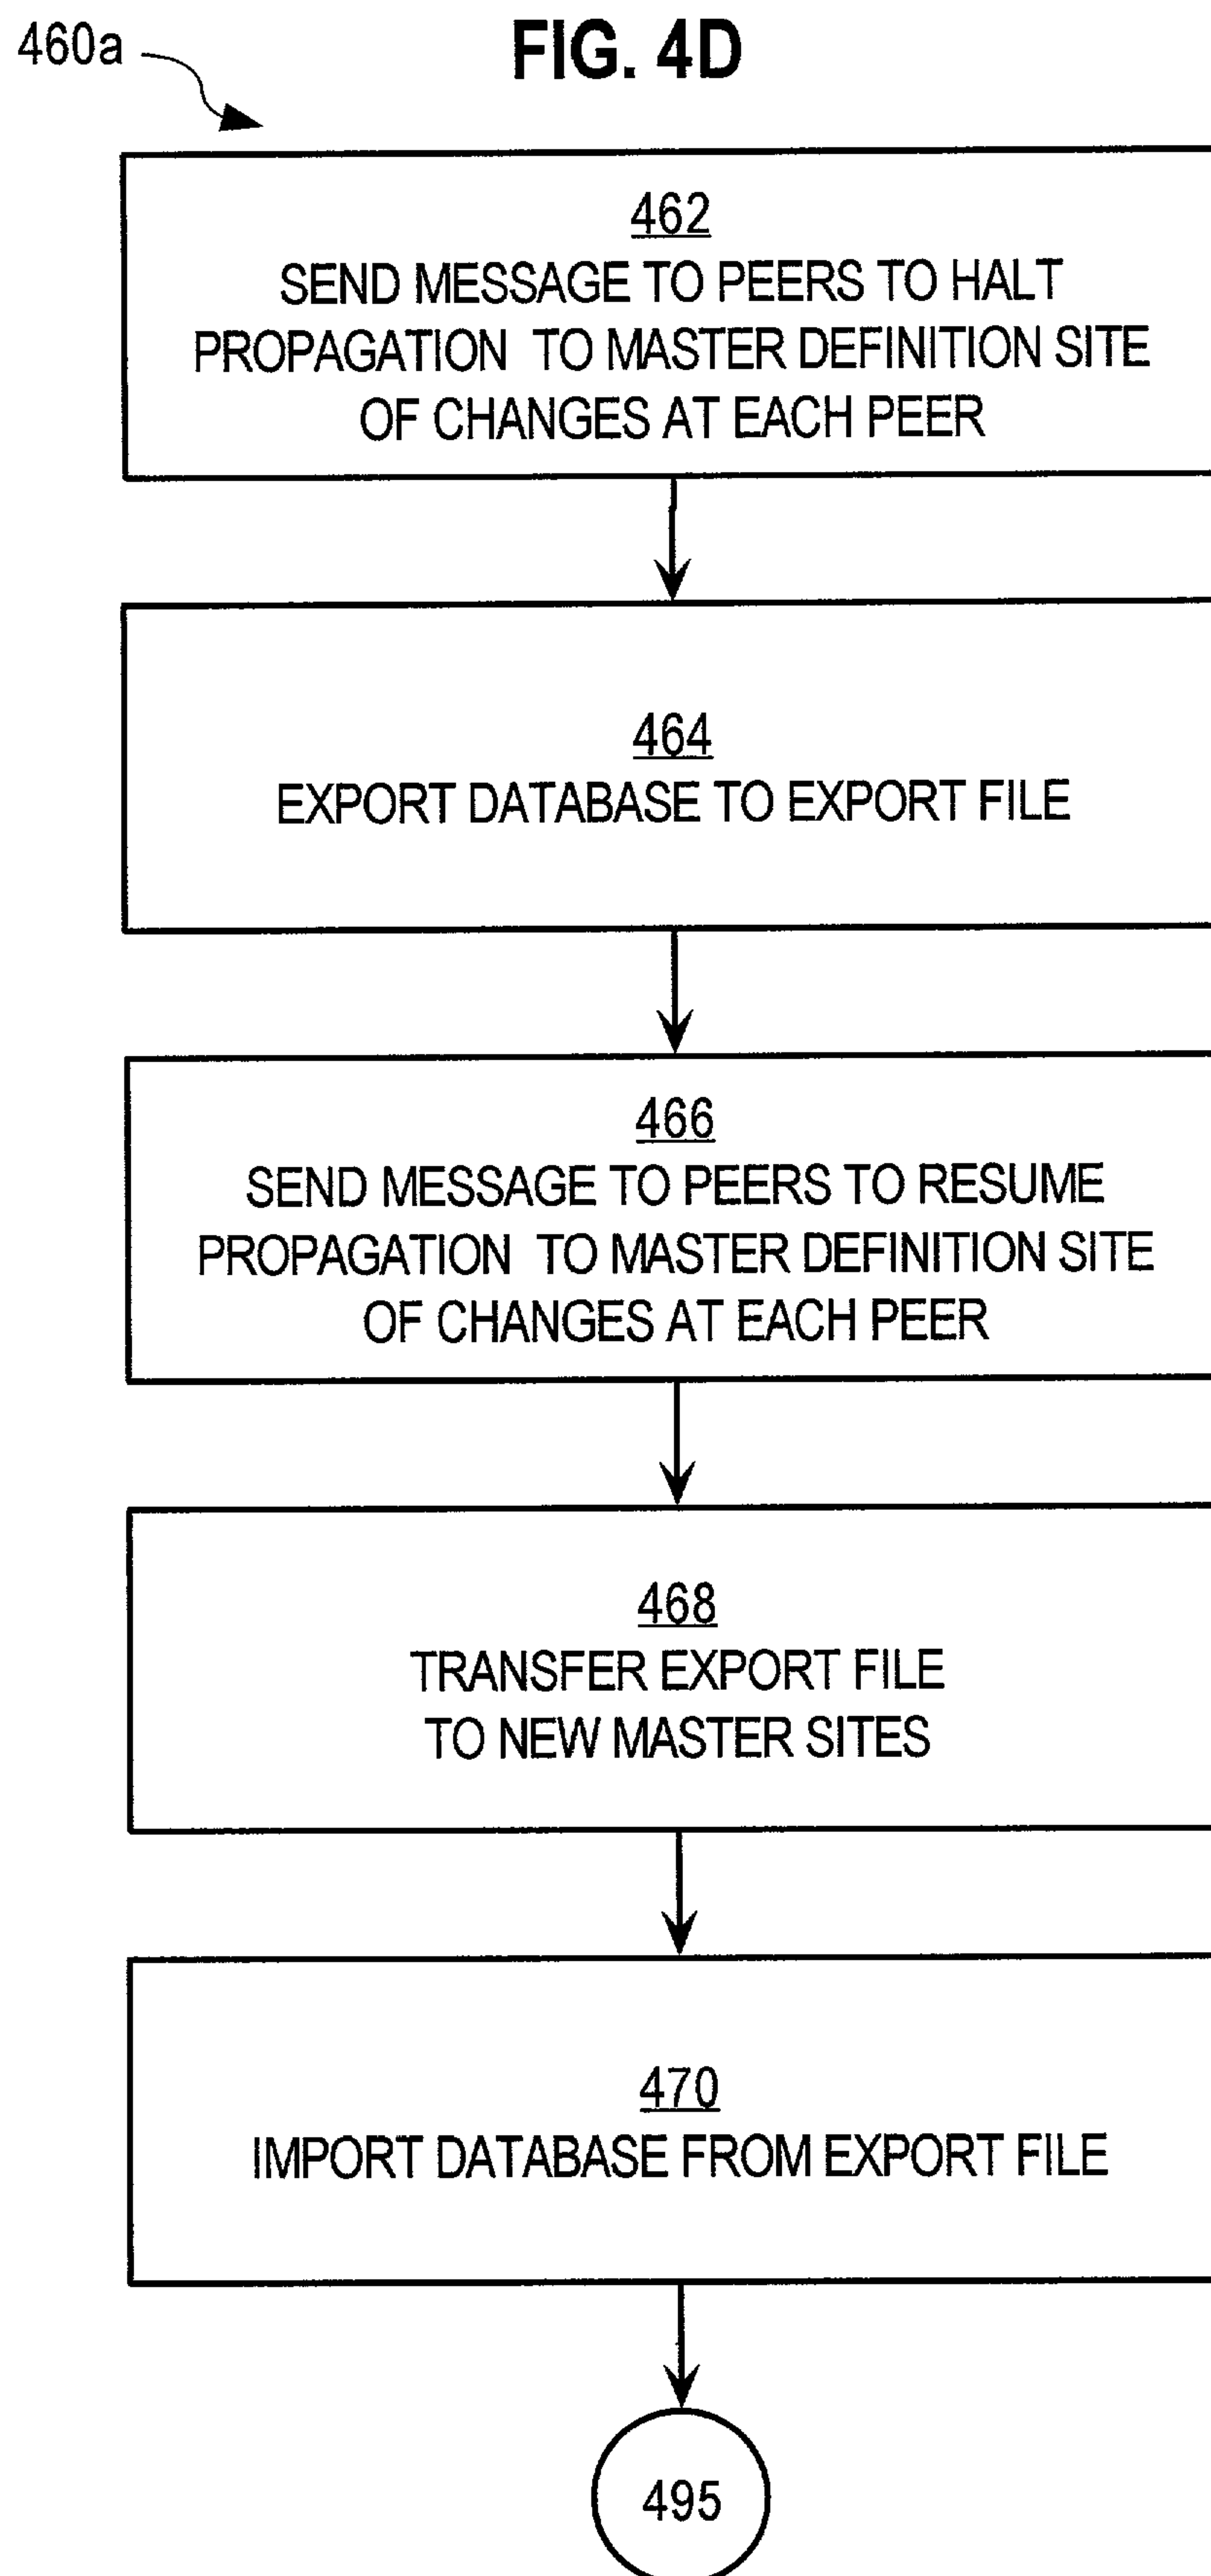 460a
FIG. 4D
462
SEND MESSAGE TO PEERS TO HALT
PROPAGATION TO MASTER DEFINITION SITE
OF CHANGES AT EACH PEER
464
EXPORT DATABASE TO EXPORT FILE
466
SEND MESSAGE TO PEERS TO RESUME
PROPAGATION TO MASTER DEFINITION SITE
OF CHANGES AT EACH PEER
468
TRANSFER EXPORT FILE
TO NEW MASTER SITES
470
IMPORT DATABASE FROM EXPORT FILE
495